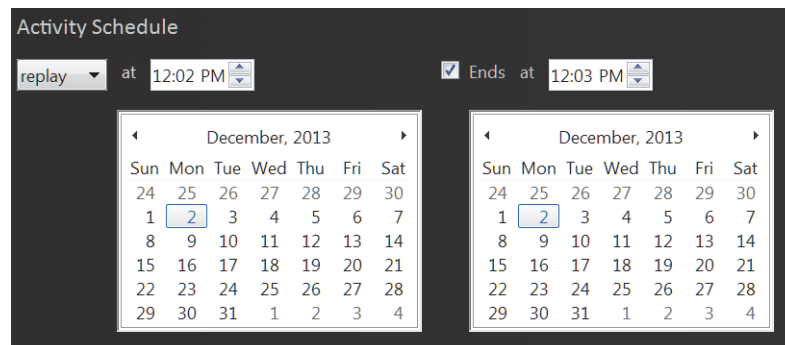 Activity Schedule
replay at 12:02 PM Ends at 12:03 PM
December, 2013 December, 2013
Sun Mon Tue Wed Thu Fri Sat Sun Mon Tue Wed Thu Fri Sat
24 25 26 27 28 29 30 24 25 26 27 28 29 30
1 2 3 4 5 6 7 1 2 3 4 5 6 7
8 9 10 11 12 13 14 8 9 10 11 12 13 14
15 16 17 18 19 20 21 15 16 17 18 19 20 21
22 23 24 25 26 27 28 22 23 24 25 26 27 28
29 30 31 1 2 3 4 29 30 31 1 2 3 4